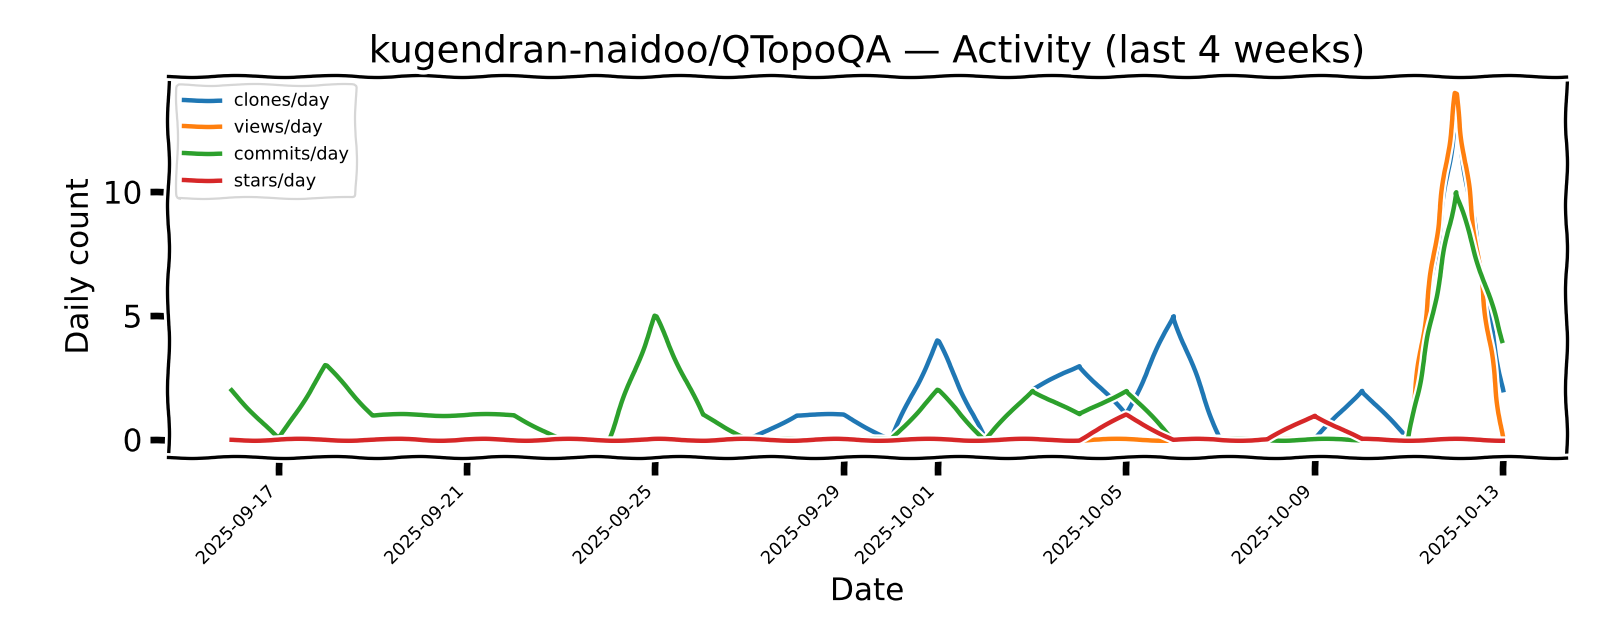 kugendran-naidoo/QTopoQA — Activity (last 4 weeks)
clones/day
views/day
commits/day
stars/day
Daily count
10
5
0
2025-09-17
2025-09-21
2025-09-25
2025-09-29
2025-10-01
2025-10-05
2025-10-09
2025-10-13
Date